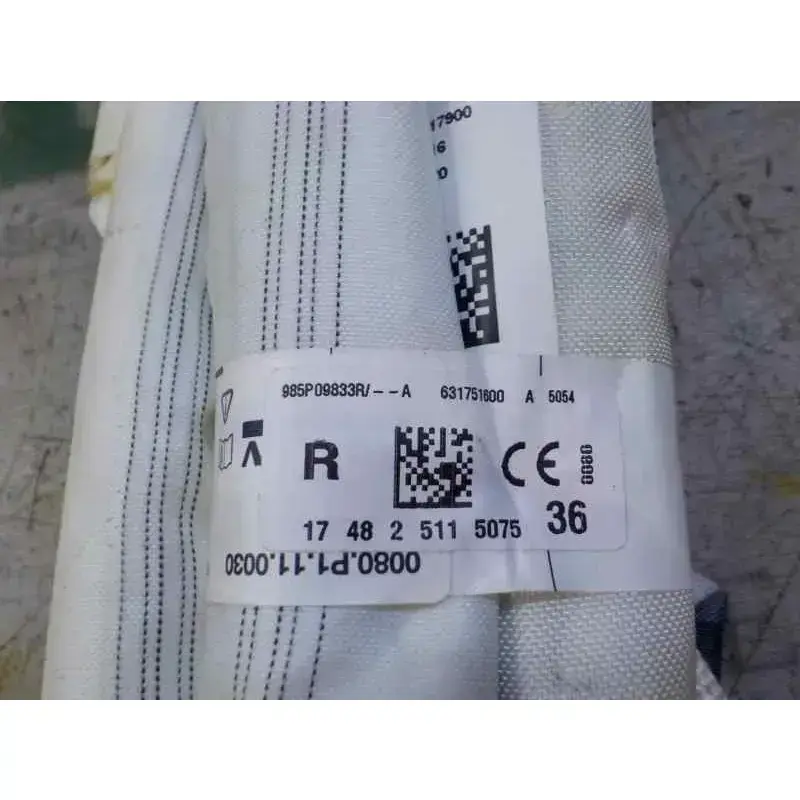 17900
985P09833R/--A 631751600 A 5054
R CE 0080
17 48 2 511 5075 36
0080.P1.11.0030